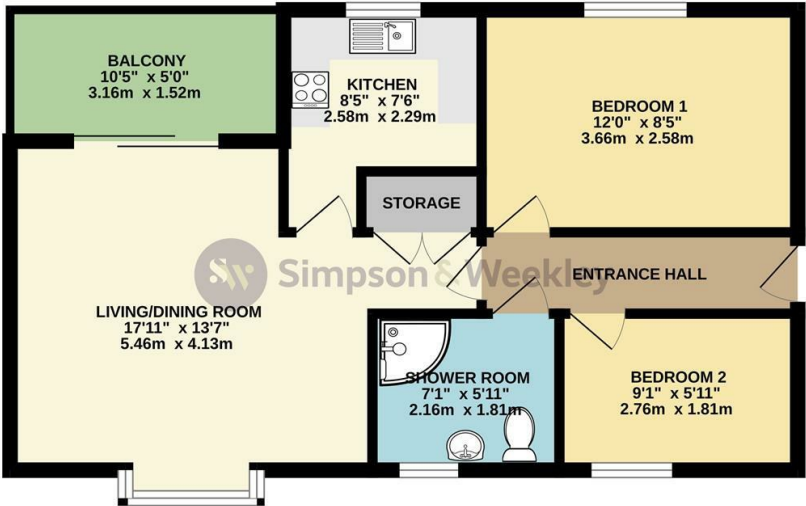 BALCONY
10'5" x 5'0"
3.16m x 1.52m
KITCHEN
8'5" x 7'6"
2.58m x 2.29m
BEDROOM 1
12'0" x 8'5"
3.66m x 2.58m
STORAGE
SW Simpson & Weekley
ENTRANCE HALL
LIVING/DINING ROOM
17'11" x 13'7"
5.46m x 4.13m
SHOWER ROOM
7'1" x 5'11"
2.16m x 1.81m
BEDROOM 2
9'1" x 5'11"
2.76m x 1.81m